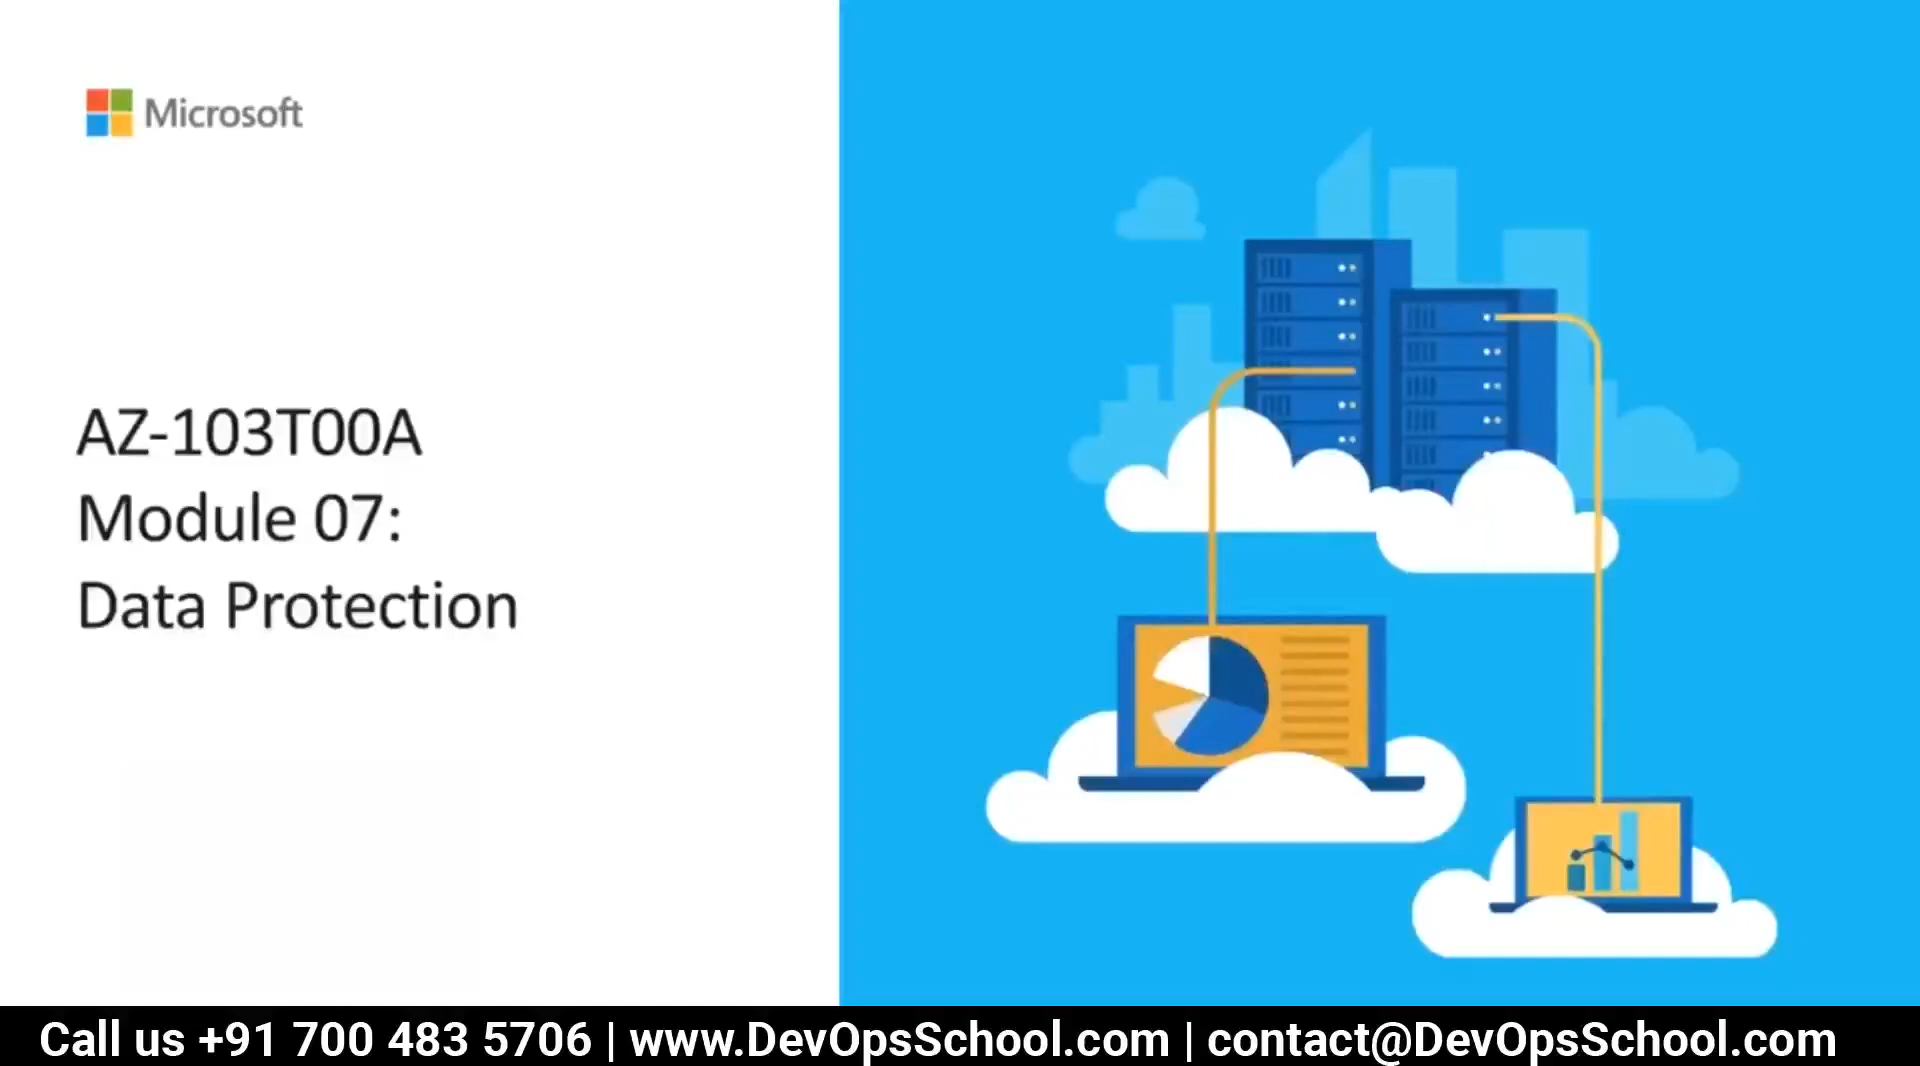 Microsoft
AZ-103T00A
Module 07:
Data Protection
Call us +91 700 483 5706 | www.DevOpsSchool.com | contact@DevOpsSchool.com